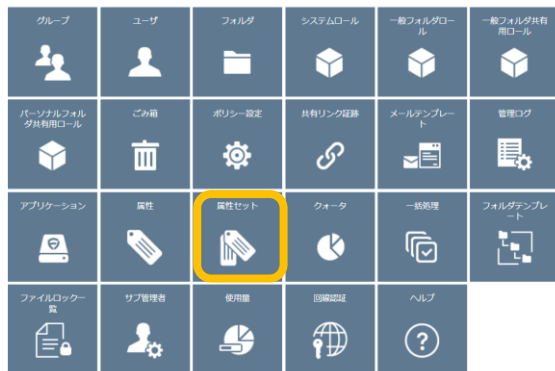 グループ
ユーザ
フォルダ
システムロール
一般フォルダロー
ル
一般フォルダ共有
用ロール
パーソナルフォル
ダ共有用ロール
ごみ箱
ポリシー設定
共有リンク証跡
メールテンプレー
ト
管理ログ
アプリケーション
属性
属性セット
クォータ
一括処理
フォルダテンプレ
ート
ファイルロック一
覧
サブ管理者
使用量
回線認証
ヘルプ